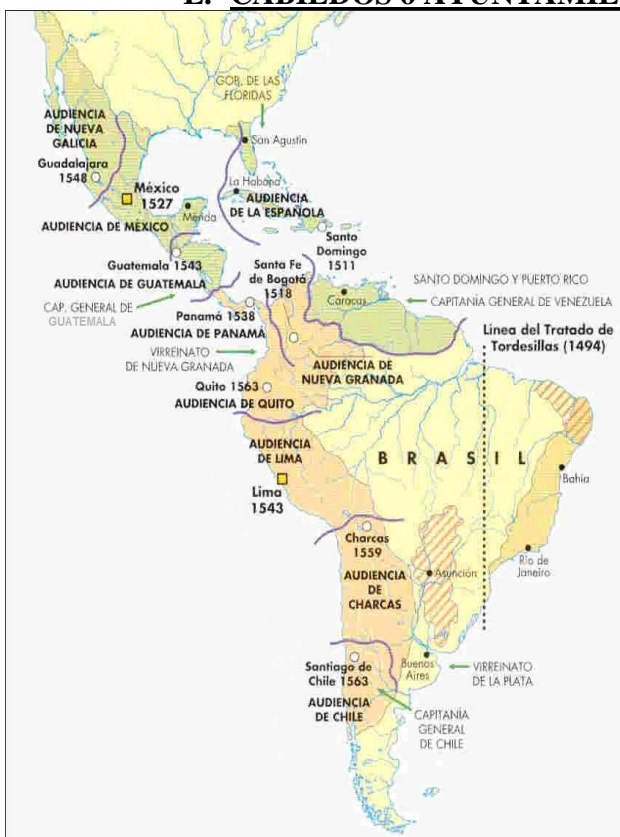 E. CABILDOS o AYUNTAMIE
GOB. DE LAS
FLORIDAS
AUDIENCIA
DE NUEVA
GALICIA
San Agustín
Guadalajara
1548
México
1527
La Habana
Mérida
AUDIENCIA
DE LA ESPAÑOLA
AUDIENCIA DE MÉXICO
Santo
Domingo
1511
Guatemala 1543
AUDIENCIA DE GUATEMALA
Santa Fe
de Bogotá
1518
SANTO DOMINGO Y PUERTO RICO
Caracas
CAPITANÍA GENERAL DE VENEZUELA
CAP. GENERAL DE
GUATEMALA
Panamá 1538
AUDIENCIA DE PANAMÁ
Linea del Tratado de
Tordesillas (1494)
VIRREINATO
DE NUEVA GRANADA
AUDIENCIA DE
NUEVA GRANADA
Quito 1563
AUDIENCIA DE QUITO
AUDIENCIA
DE LIMA
BRASIL
Lima
1543
Bahía
Charcas
1559
Río de
Janeiro
Asunción
AUDIENCIA
DE
CHARCAS
Santiago de
Chile 1563
Buenos
Aires
VIRREINATO
DE LA PLATA
AUDIENCIA
DE CHILE
CAPITANÍA
GENERAL
DE CHILE